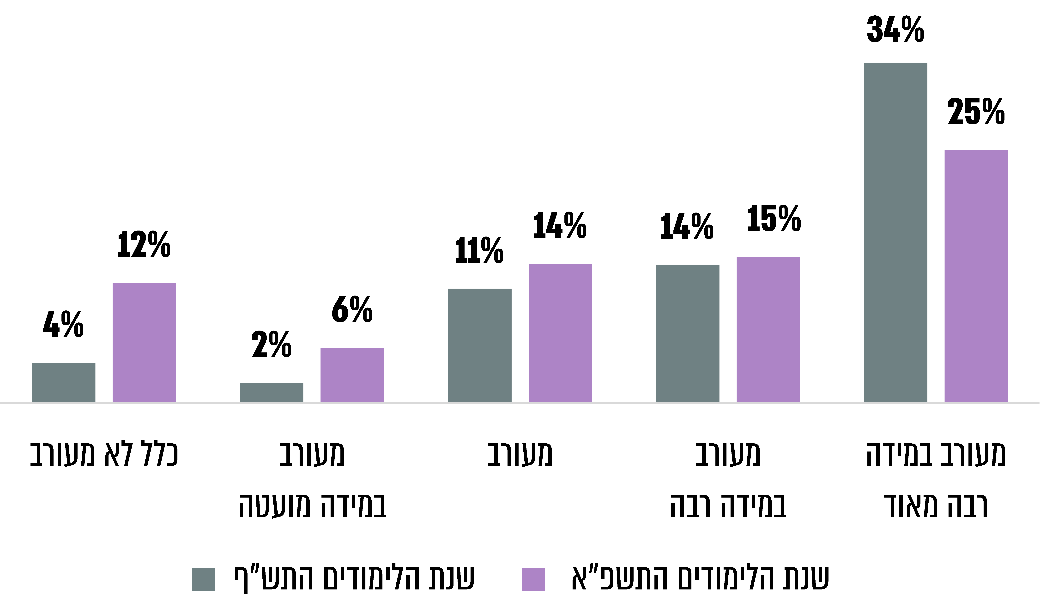 34%
25%
15%
14%
14%
11%
6%
2%
12%
4%
מעורב במידה
רבה מאוד
מעורב
במידה רבה
מעורב
מעורב
במידה מועטה
כלל לא מעורב
שנת הלימודים התשפ"א
שנת הלימודים התש"ף